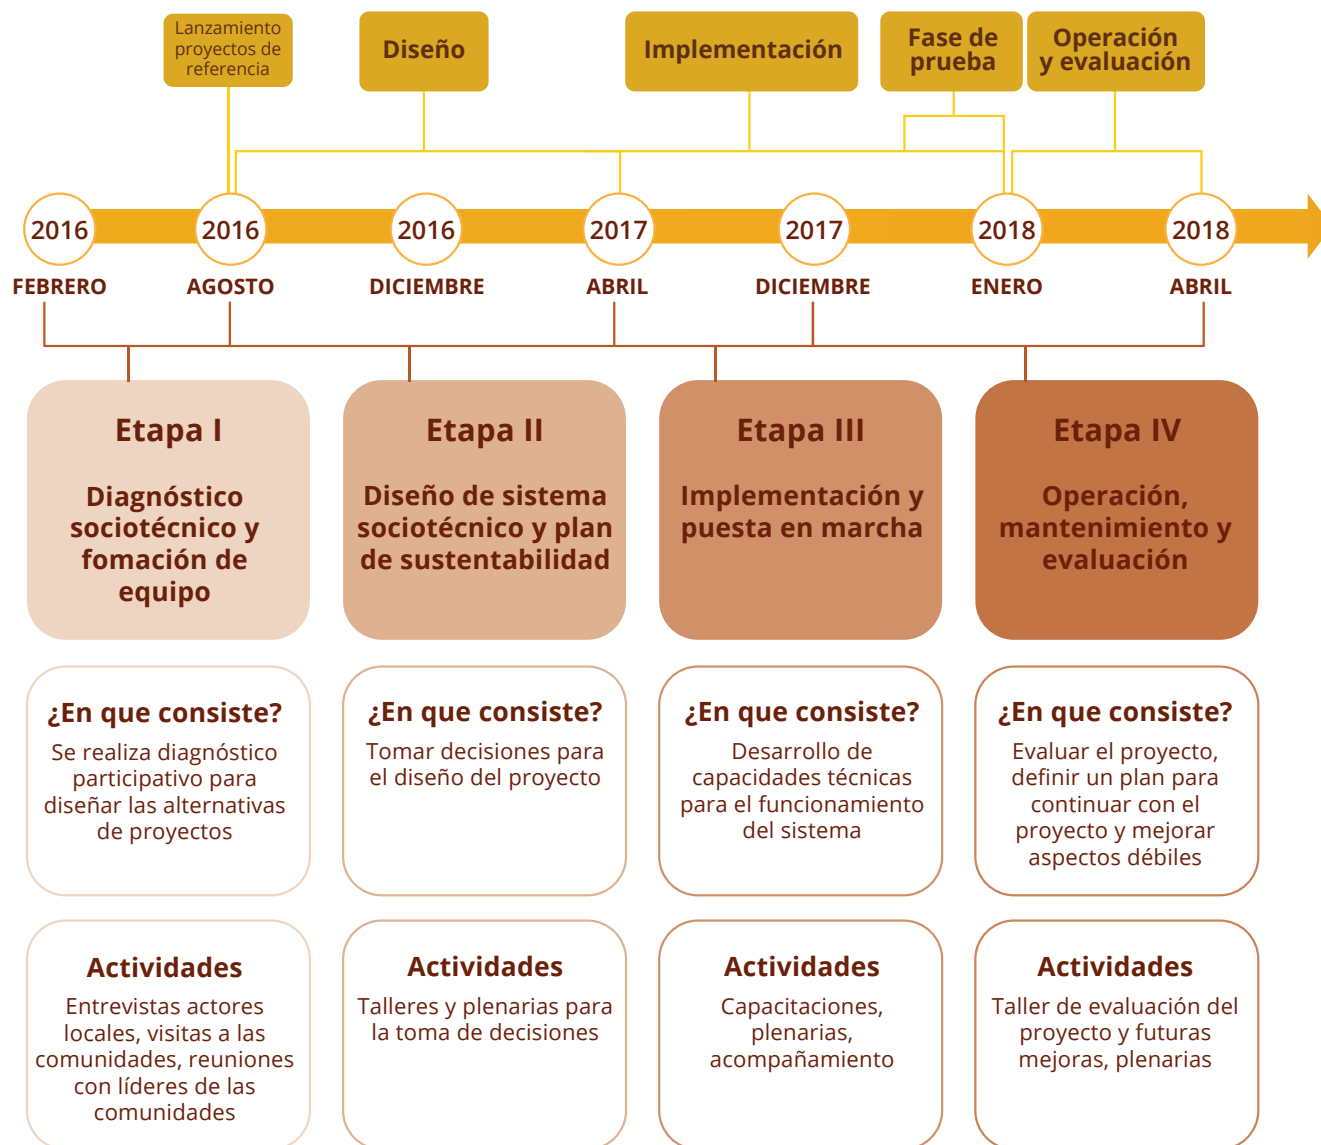 Lanzamiento
proyectos de
referencia
Diseño
Implementación
Fase de
prueba
Operación
y evaluación
2016
2016
2016
2017
2017
2018
2018
FEBRERO
AGOSTO
DICIEMBRE
ABRIL
DICIEMBRE
ENERO
ABRIL
Etapa I
Diagnóstico
sociotécnico y
fomación de
equipo
Etapa II
Diseño de sistema
sociotécnico y plan
de sustentabilidad
Etapa III
Implementación y
puesta en marcha
Etapa IV
Operación,
mantenimiento y
evaluación
¿En que consiste?
Se realiza diagnóstico
participativo para
diseñar las alternativas
de proyectos
¿En que consiste?
Tomar decisiones para
el diseño del proyecto
¿En que consiste?
Desarrollo de
capacidades técnicas
para el funcionamiento
del sistema
¿En que consiste?
Evaluar el proyecto,
definir un plan para
continuar con el
proyecto y mejorar
aspectos débiles
Actividades
Entrevistas actores
locales, visitas a las
comunidades, reuniones
con líderes de las
comunidades
Actividades
Talleres y plenarias para
la toma de decisiones
Actividades
Capacitaciones,
plenarias,
acompañamiento
Actividades
Taller de evaluación del
proyecto y futuras
mejoras, plenarias